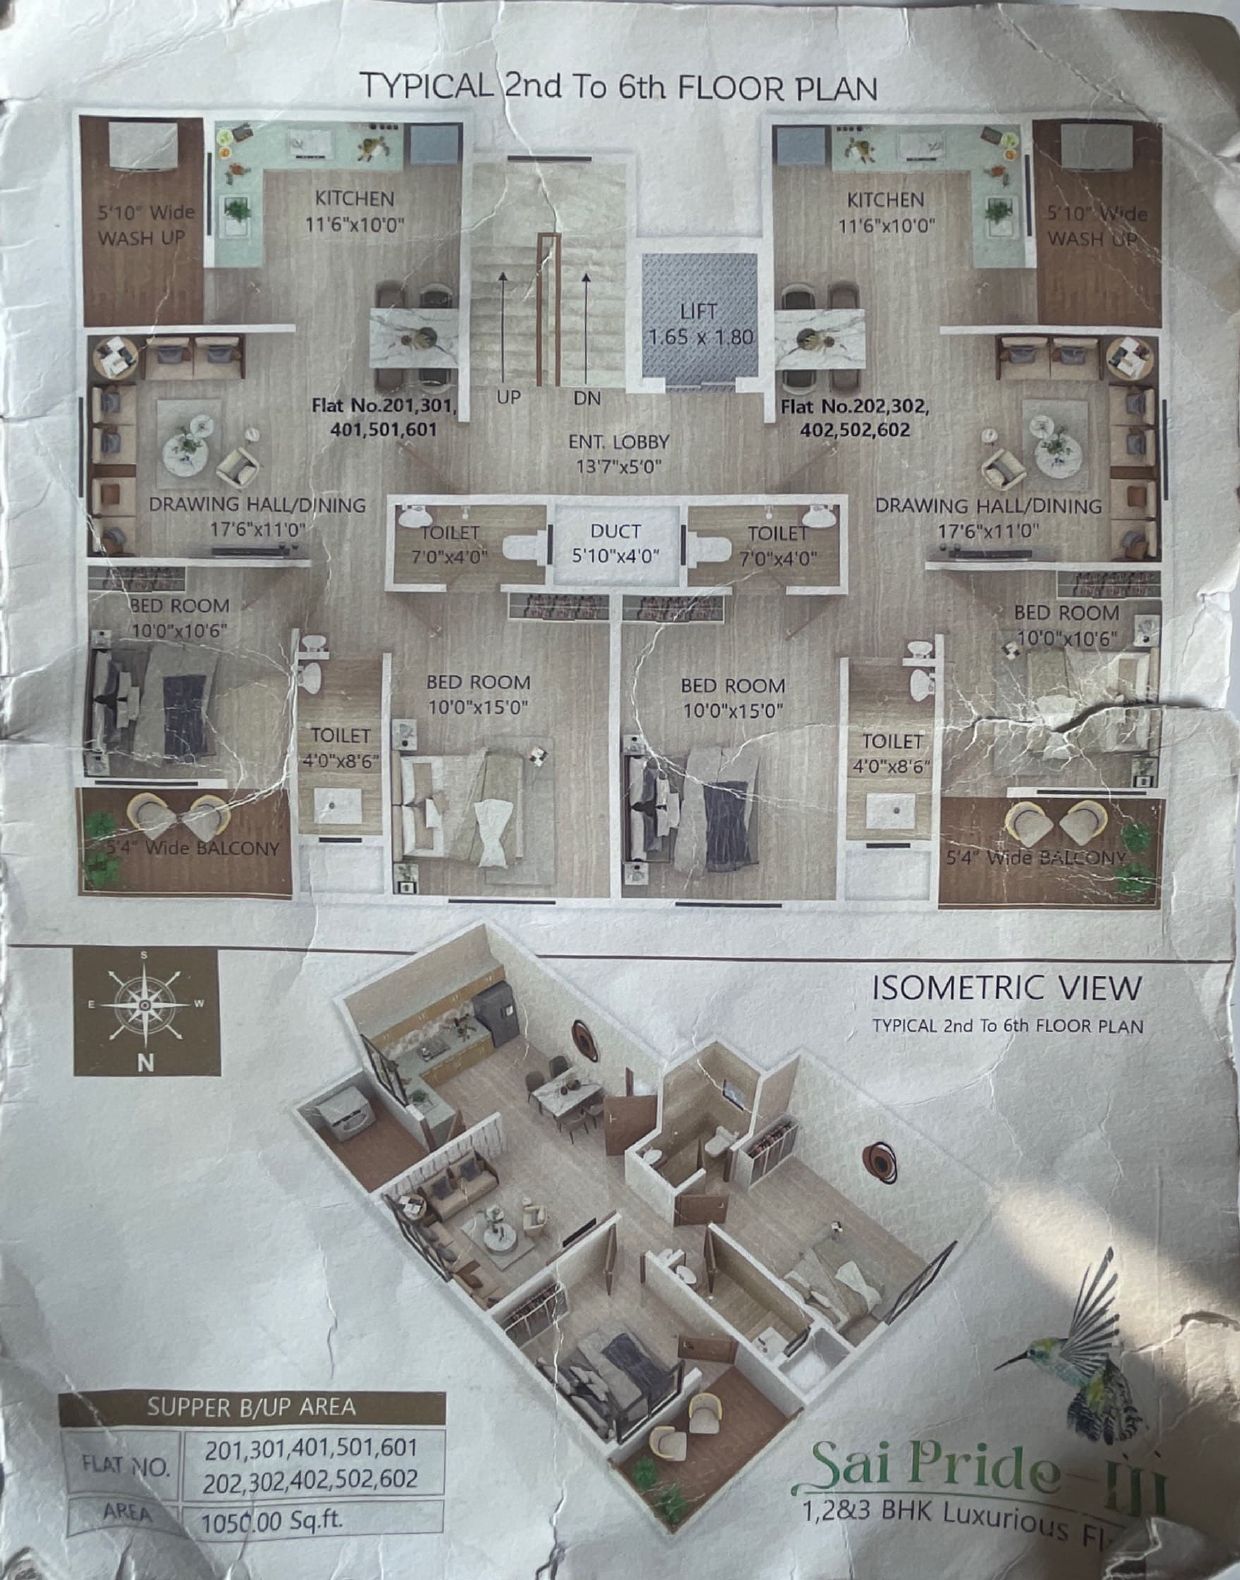 TYPICAL 2nd To 6th FLOOR PLAN
KITCHEN
11'6"x10'0"
5'10" Wide
WASH UP
KITCHEN
11'6"x10'0"
5'10" Wide
WASH UP
LIFT
1.65 x 1.80
UP
DN
Flat No.201,301,
401,501,601
Flat No.202,302,
402,502,602
ENT. LOBBY
13'7"x5'0"
DRAWING HALL/DINING
17'6"x11'0"
DRAWING HALL/DINING
17'6"x11'0"
TOILET
7'0"x4'0"
DUCT
5'10"x4'0"
TOILET
7'0"x4'0"
BED ROOM
10'0"x10'6"
BED ROOM
10'0"x10'6"
BED ROOM
10'0"x15'0"
BED ROOM
10'0"x15'0"
TOILET
4'0"x8'6"
TOILET
4'0"x8'6"
5'4" Wide BALCONY
5'4" Wide BALCONY
S
E
W
N
ISOMETRIC VIEW
TYPICAL 2nd To 6th FLOOR PLAN
SUPPER B/UP AREA
FLAT NO.
201,301,401,501,601
202,302,402,502,602
AREA
1050.00 Sq.ft.
Sai Pride - III
1,2&3 BHK Luxurious